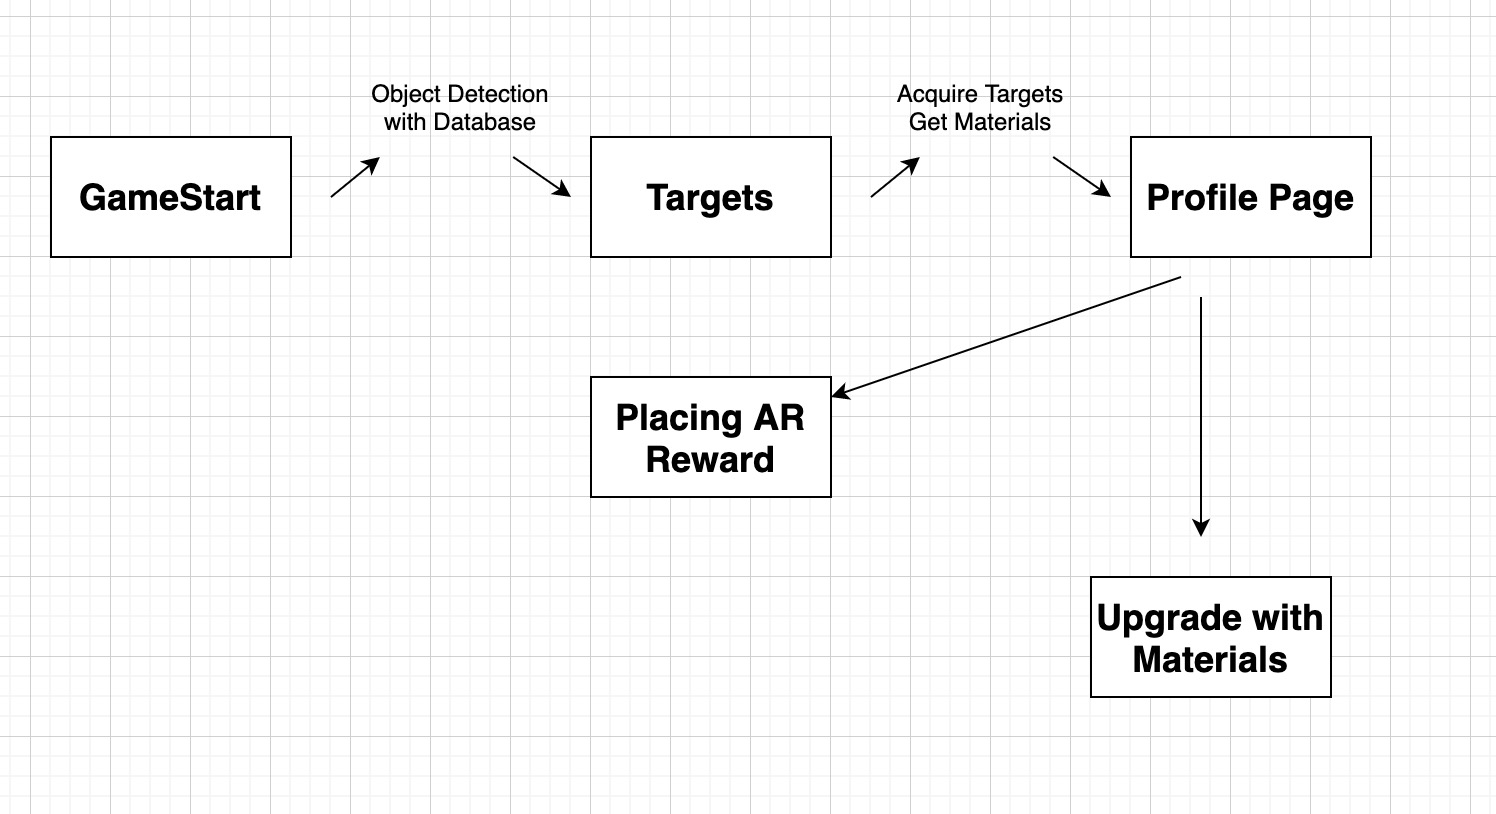 Object Detection
with Database
Acquire Targets
Get Materials
GameStart
Targets
Profile Page
Placing AR
Reward
Upgrade with
Materials